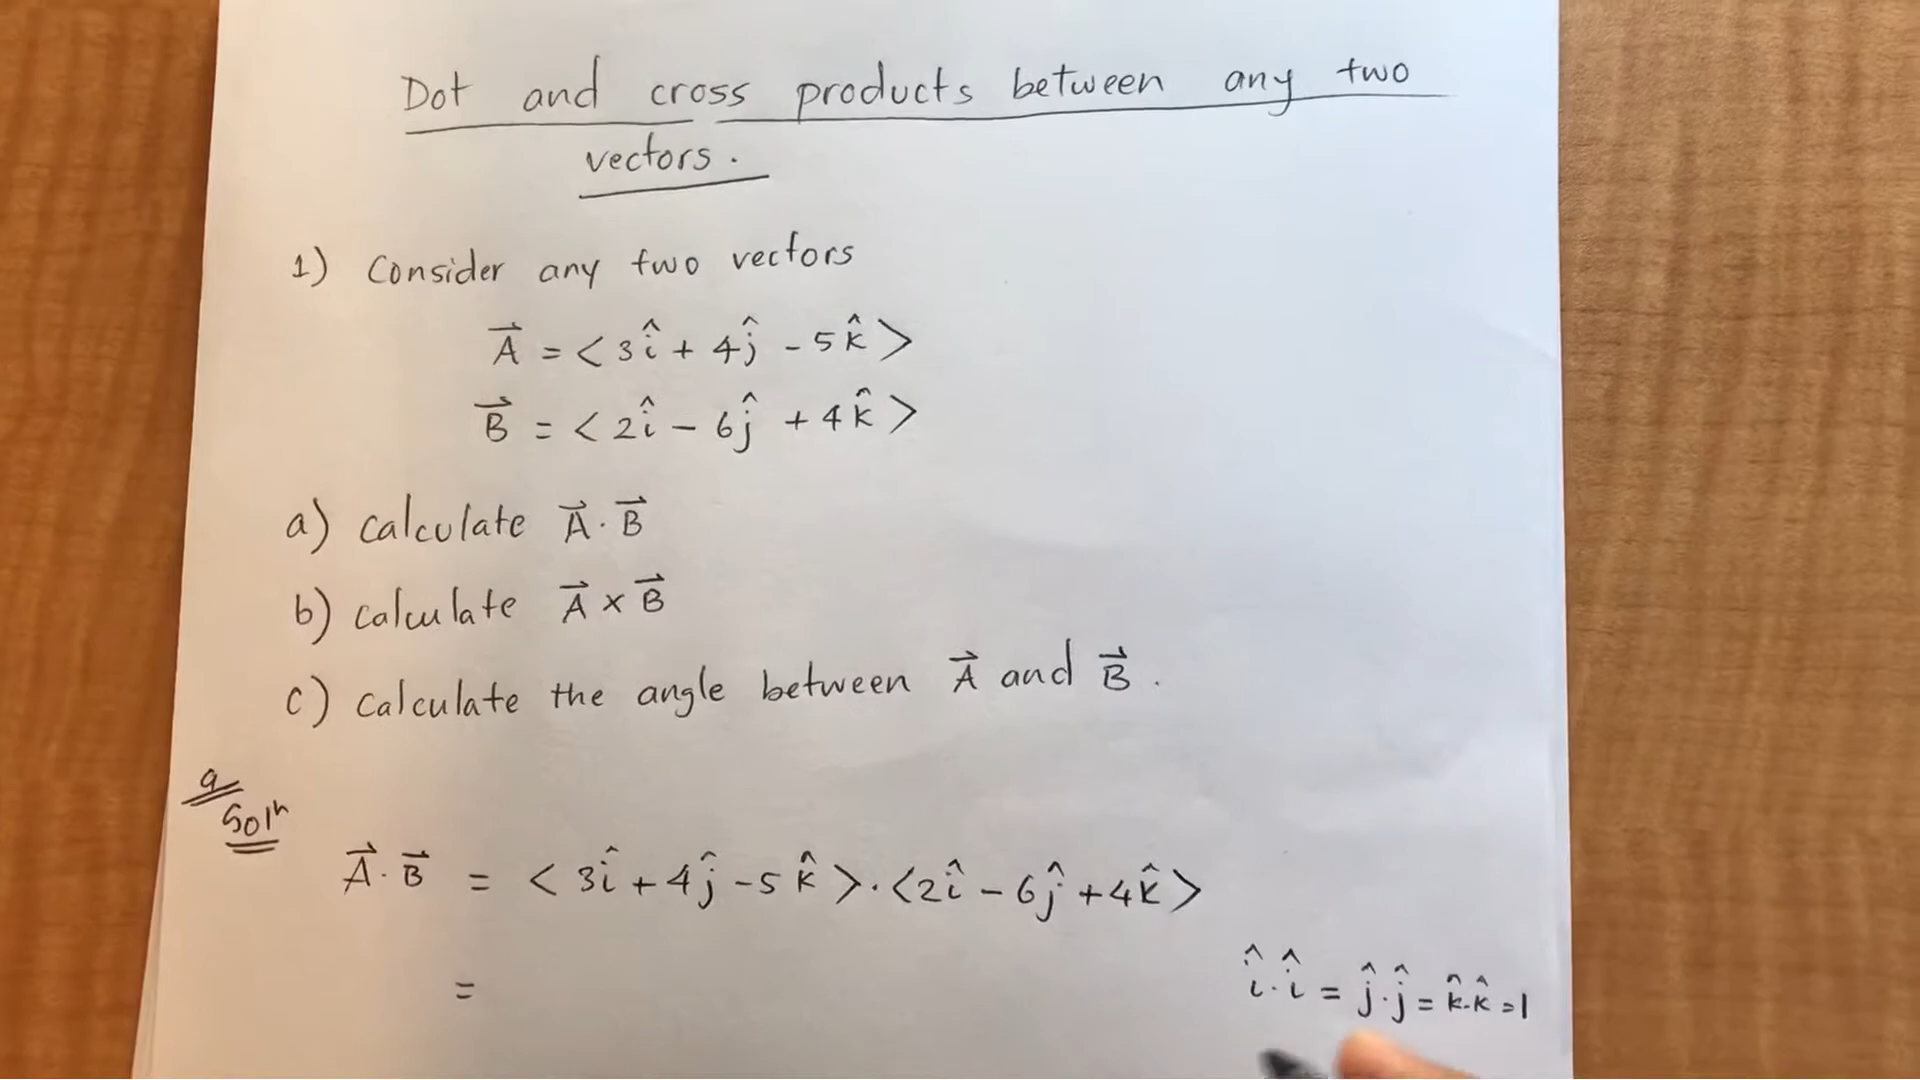 Dot and cross products between any two
vectors.
1) Consider any two vectors
A⃗ = < 3î + 4ĵ - 5k̂ >
B⃗ = < 2î - 6ĵ + 4k̂ >
a) calculate A⃗ · B⃗
b) calculate A⃗ × B⃗
c) calculate the angle between A⃗ and B⃗.
a
Solⁿ
A⃗ · B⃗ = < 3î + 4ĵ - 5k̂ > · < 2î - 6ĵ + 4k̂ >
=
î · î = ĵ · ĵ = k̂ · k̂ = 1